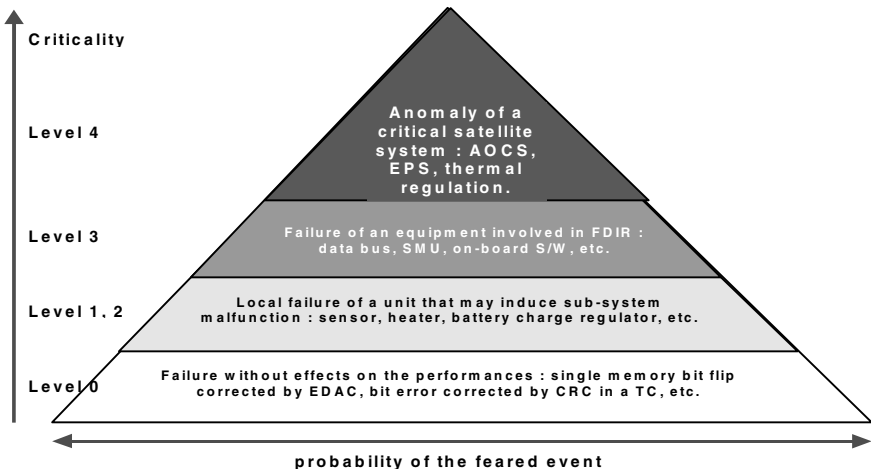 Criticality
Anomaly of a
critical satellite
Level 4
system : AOCS,
EPS, thermal
regulation.
Level 3
Failure of an equipment involved in FDIR :
data bus, SMU, on-board S/W, etc.
Level 1, 2
Local failure of a unit that may induce sub-system
malfunction : sensor, heater, battery charge regulator, etc.
Level 0
Failure without effects on the performances : single memory bit flip
corrected by EDAC, bit error corrected by CRC in a TC, etc.
probability of the feared event